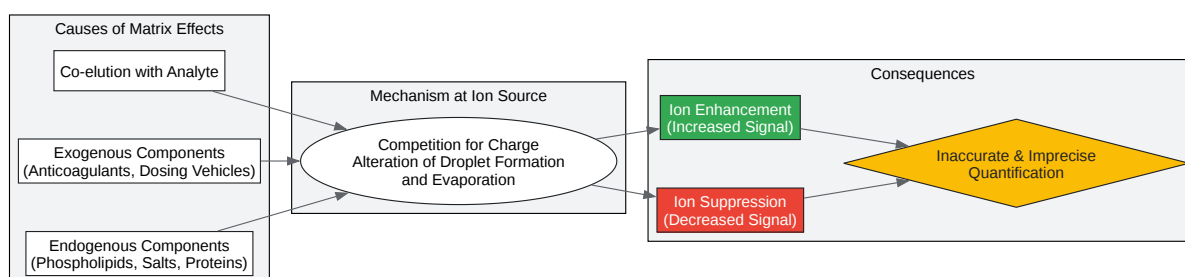 Causes of Matrix Effects
Co-elution with Analyte
Exogenous Components
(Anticoagulants, Dosing Vehicles)
Endogenous Components
(Phospholipids, Salts, Proteins)
Mechanism at Ion Source
Competition for Charge
Alteration of Droplet Formation
and Evaporation
Consequences
Ion Enhancement
(Increased Signal)
Ion Suppression
(Decreased Signal)
Inaccurate & Imprecise
Quantification